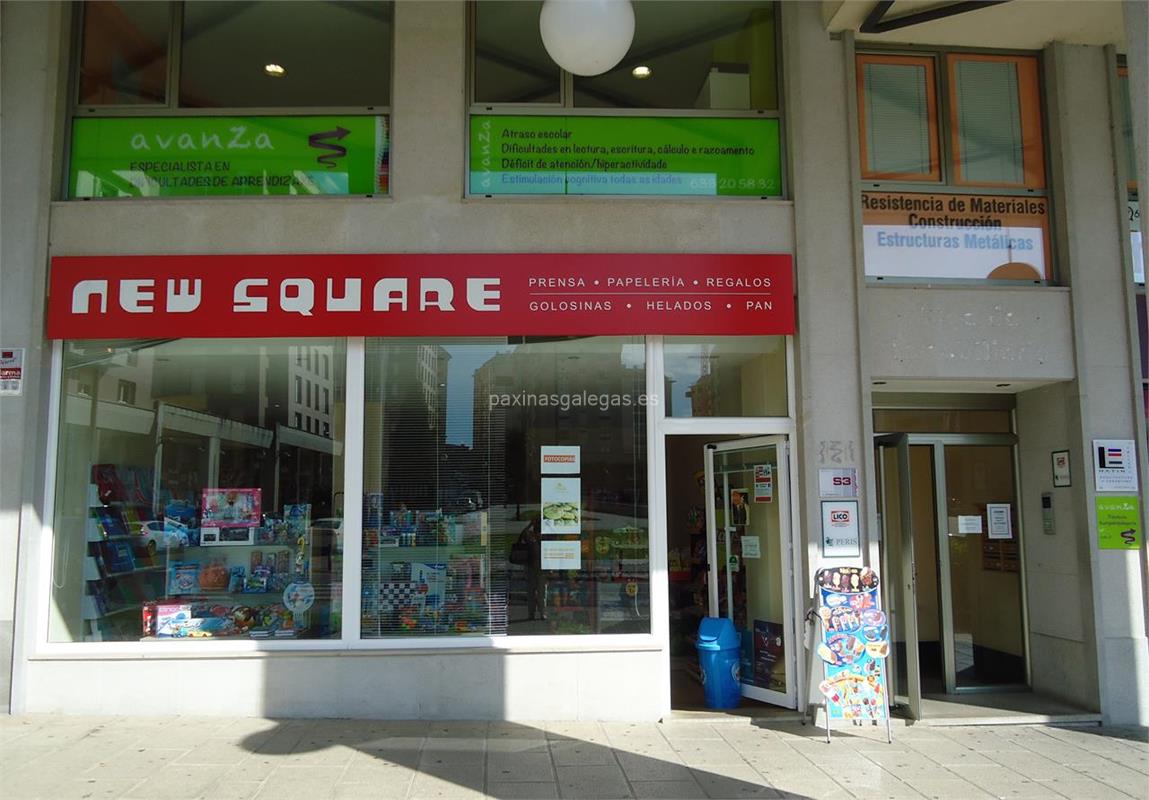 avanza
ESPECIALISTA EN
DIFICULTADES DE APRENDIZAJE
avanza
Atraso escolar
Dificultades en lectura, escritura, cálculo e razoamento
Déficit de atención/hiperactividade
Estimulación cognitiva todas as idades
Resistencia de Materiales
Construcción
Estructuras Metálicas
NEW SQUARE
PRENSA • PAPELERÍA • REGALOS
GOLOSINAS • HELADOS • PAN
paxinasgalegas.es
FOTOCOPIAS
S3
LICO
PERIS
avanza